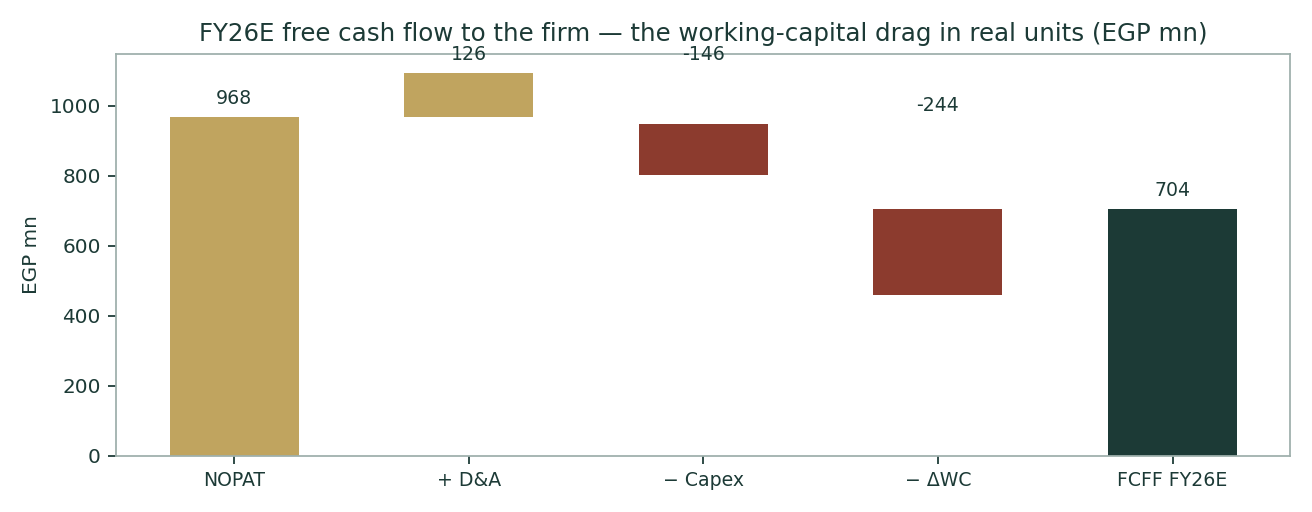 FY26E free cash flow to the firm — the working-capital drag in real units (EGP mn)
126
-146
968
-244
704
1000
800
600
400
200
0
EGP mn
NOPAT
+ D&A
− Capex
− ΔWC
FCFF FY26E